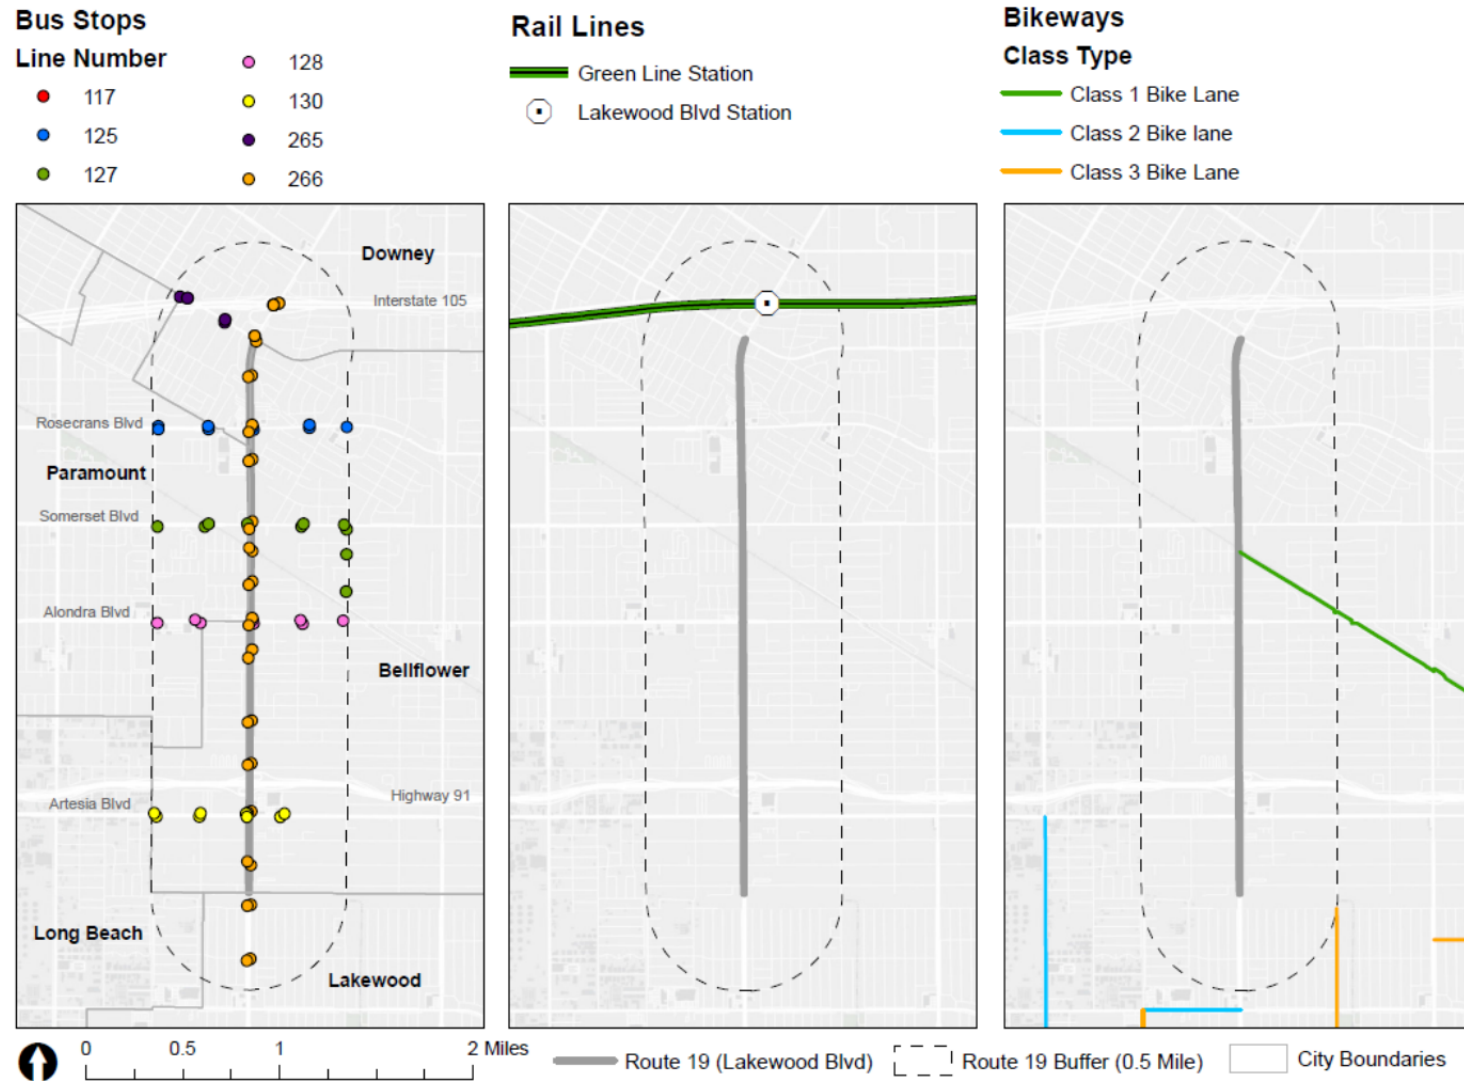 Bus Stops
Line Number
117
125
127
128
130
265
266
Rail Lines
Green Line Station
Lakewood Blvd Station
Bikeways
Class Type
Class 1 Bike Lane
Class 2 Bike lane
Class 3 Bike Lane
Downey
Interstate 105
Rosecrans Blvd
Paramount
Somerset Blvd
Alondra Blvd
Bellflower
Highway 91
Artesia Blvd
Long Beach
Lakewood
0 0.5 1 2 Miles
Route 19 (Lakewood Blvd)
Route 19 Buffer (0.5 Mile)
City Boundaries